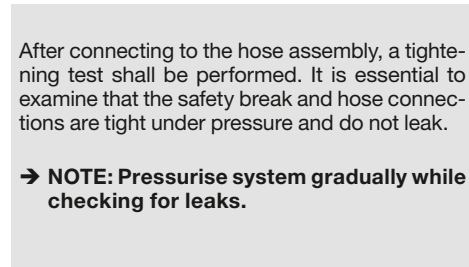 After connecting to the hose assembly, a tighte-
ning test shall be performed. It is essential to
examine that the safety break and hose connec-
tions are tight under pressure and do not leak.
➔ NOTE: Pressurise system gradually while
checking for leaks.